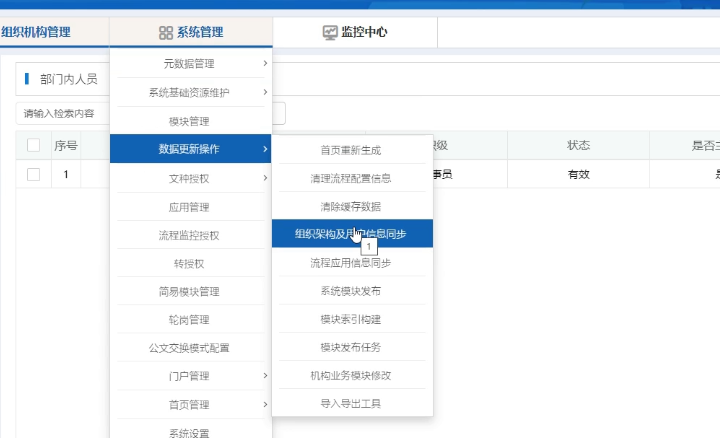 组织机构管理
系统管理
监控中心
部门内人员
请输入检索内容
序号
级
状态
1
事员
有效
元数据管理
系统基础资源维护
模块管理
数据更新操作
文种授权
应用管理
流程监控授权
转授权
简易模块管理
轮岗管理
公文交换模式配置
门户管理
首页管理
系统设置
首页重新生成
清理流程配置信息
清除缓存数据
组织架构及用户信息同步
1
流程应用信息同步
系统模块发布
模块索引构建
模块发布任务
机构业务模块修改
导入导出工具